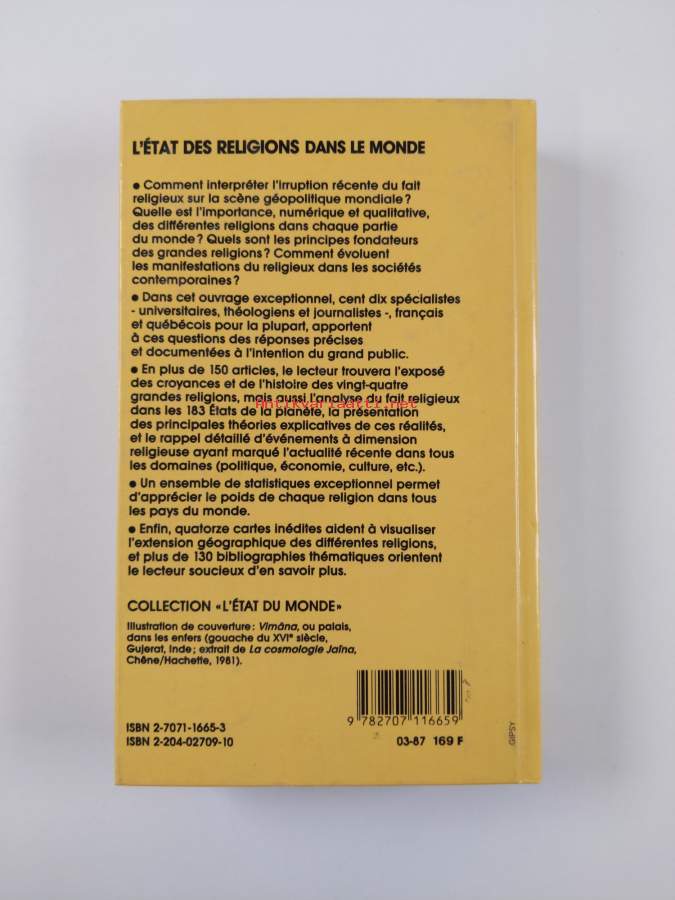 L'ÉTAT DES RELIGIONS DANS LE MONDE
• Comment interpréter l'irruption récente du fait
religieux sur la scène géopolitique mondiale ?
Quelle est l'importance, numérique et qualitative,
des différentes religions dans chaque partie
du monde ? Quels sont les principes fondateurs
des grandes religions ? Comment évoluent
les manifestations du religieux dans les sociétés
contemporaines ?
• Dans cet ouvrage exceptionnel, cent dix spécialistes
- universitaires, théologiens et journalistes -, français
et québécois pour la plupart, apportent
à ces questions des réponses précises
et documentées à l'intention du grand public.
• En plus de 150 articles, le lecteur trouvera l'exposé
des croyances et de l'histoire des vingt-quatre
grandes religions, mais aussi l'analyse du fait religieux
Antikvariaatti.net
dans les 183 États de la planète, la présentation
des principales théories explicatives de ces réalités,
et le rappel détaillé d'événements à dimension
religieuse ayant marqué l'actualité récente dans tous
les domaines (politique, économie, culture, etc.).
• Un ensemble de statistiques exceptionnel permet
d'apprécier le poids de chaque religion dans tous
les pays du monde.
• Enfin, quatorze cartes inédites aident à visualiser
l'extension géographique des différentes religions,
et plus de 130 bibliographies thématiques orientent
le lecteur soucieux d'en savoir plus.
COLLECTION «L'ÉTAT DU MONDE»
Illustration de couverture : Vimâna, ou palais,
dans les enfers (gouache du XVIe siècle,
Gujerat, Inde ; extrait de La cosmologie Jaïna,
Chêne/Hachette, 1981).
9 782707 116659
ISBN 2-7071-1665-3
ISBN 2-204-02709-10
03-87 169 F
GIPSY